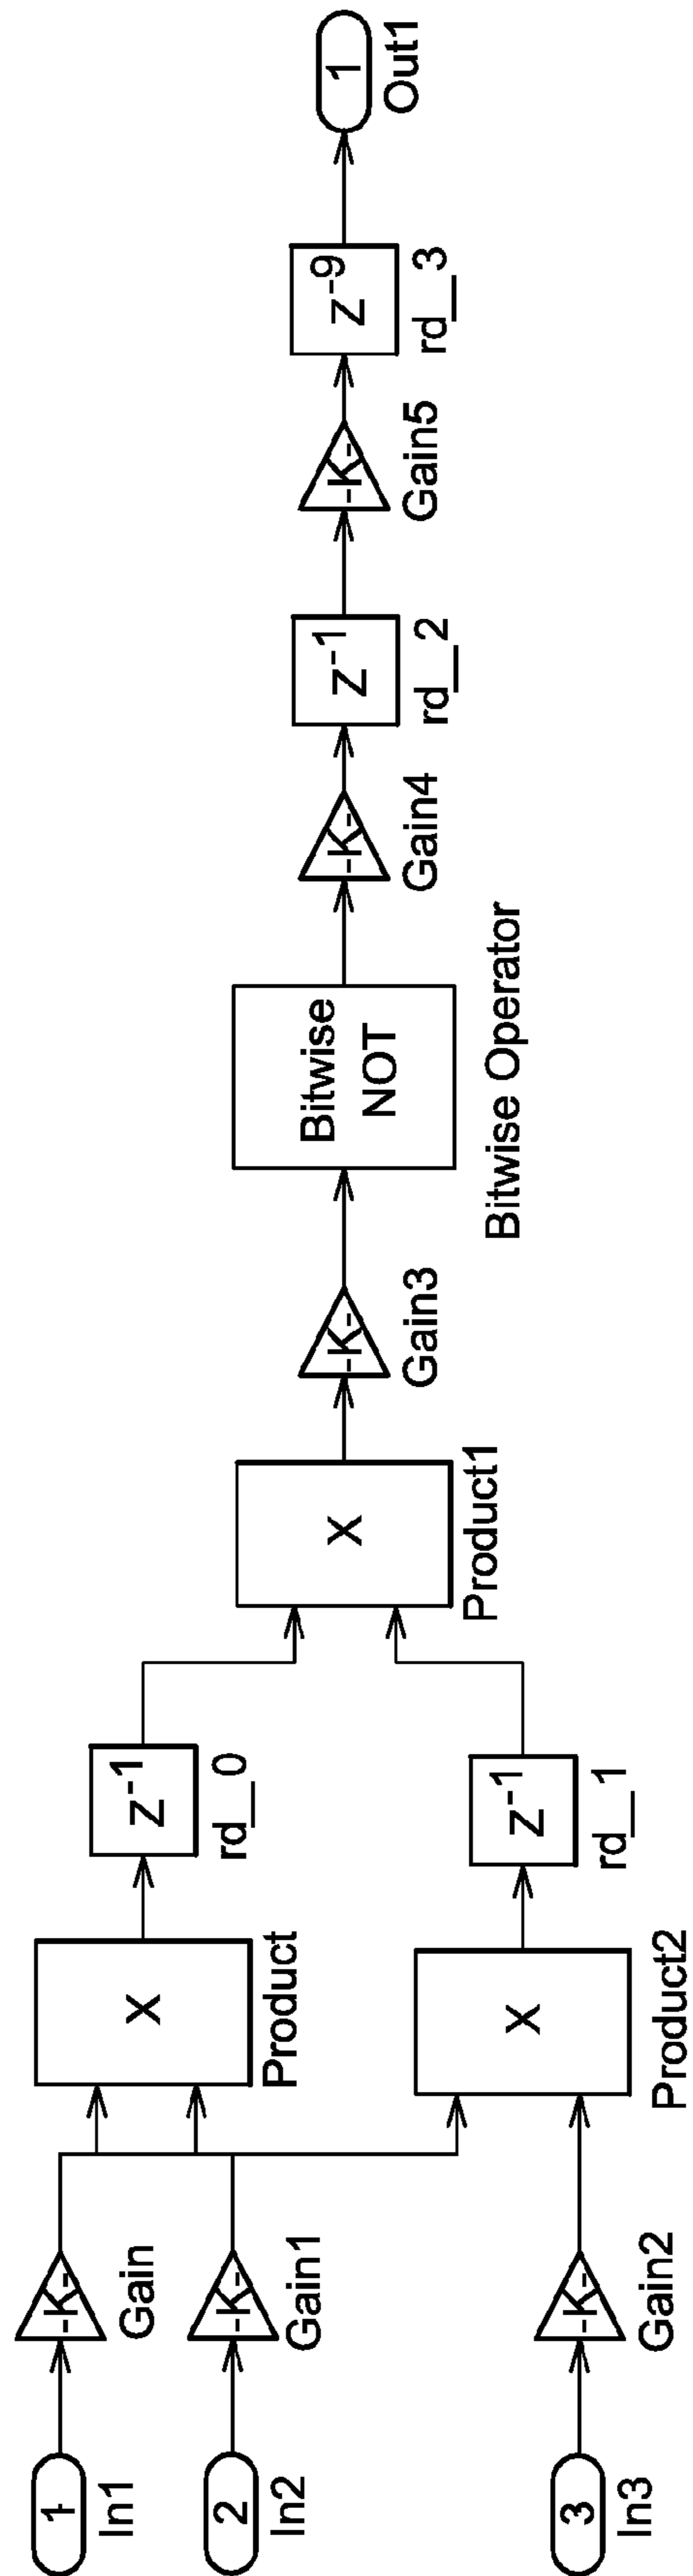 1
In1
-K-
Gain
2
In2
-K-
Gain1
3
In3
-K-
Gain2
X
Product
X
Product2
z-1
rd_0
z-1
rd_1
X
Product1
-K-
Gain3
Bitwise
NOT
Bitwise Operator
-K-
Gain4
z-1
rd_2
-K-
Gain5
z-9
rd_3
1
Out1